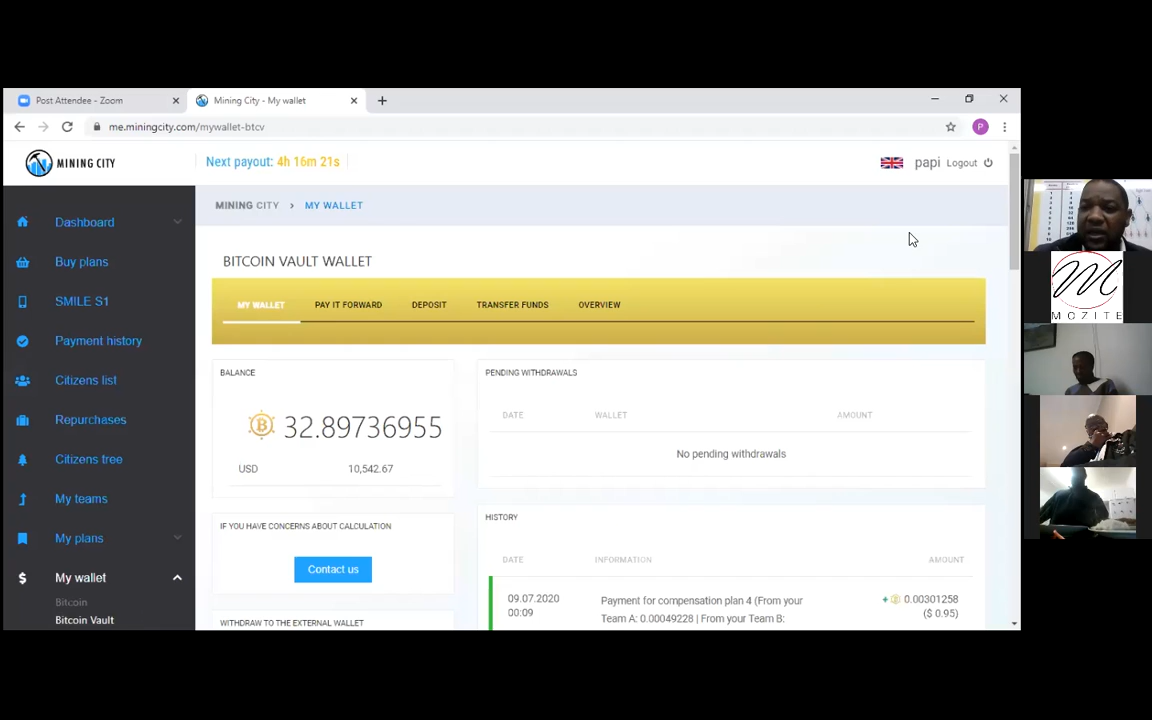 Post Attendee - Zoom
Mining City - My wallet
me.miningcity.com/mywallet-btcv
P
MINING CITY
Next payout: 4h 16m 21s
papi Logout
Dashboard
Buy plans
SMILE S1
Payment history
Citizens list
Repurchases
Citizens tree
My teams
My plans
$ My wallet
Bitcoin
Bitcoin Vault
MINING CITY > MY WALLET
BITCOIN VAULT WALLET
MY WALLET PAY IT FORWARD DEPOSIT TRANSFER FUNDS OVERVIEW
BALANCE
32.89736955
USD 10,542.67
IF YOU HAVE CONCERNS ABOUT CALCULATION
Contact us
WITHDRAW TO THE EXTERNAL WALLET
PENDING WITHDRAWALS
DATE WALLET AMOUNT
No pending withdrawals
HISTORY
DATE INFORMATION AMOUNT
09.07.2020
00:09
Payment for compensation plan 4 (From your
Team A: 0.00049228 | From your Team B:
+ 0.00301258
($ 0.95)
M
MOZITE